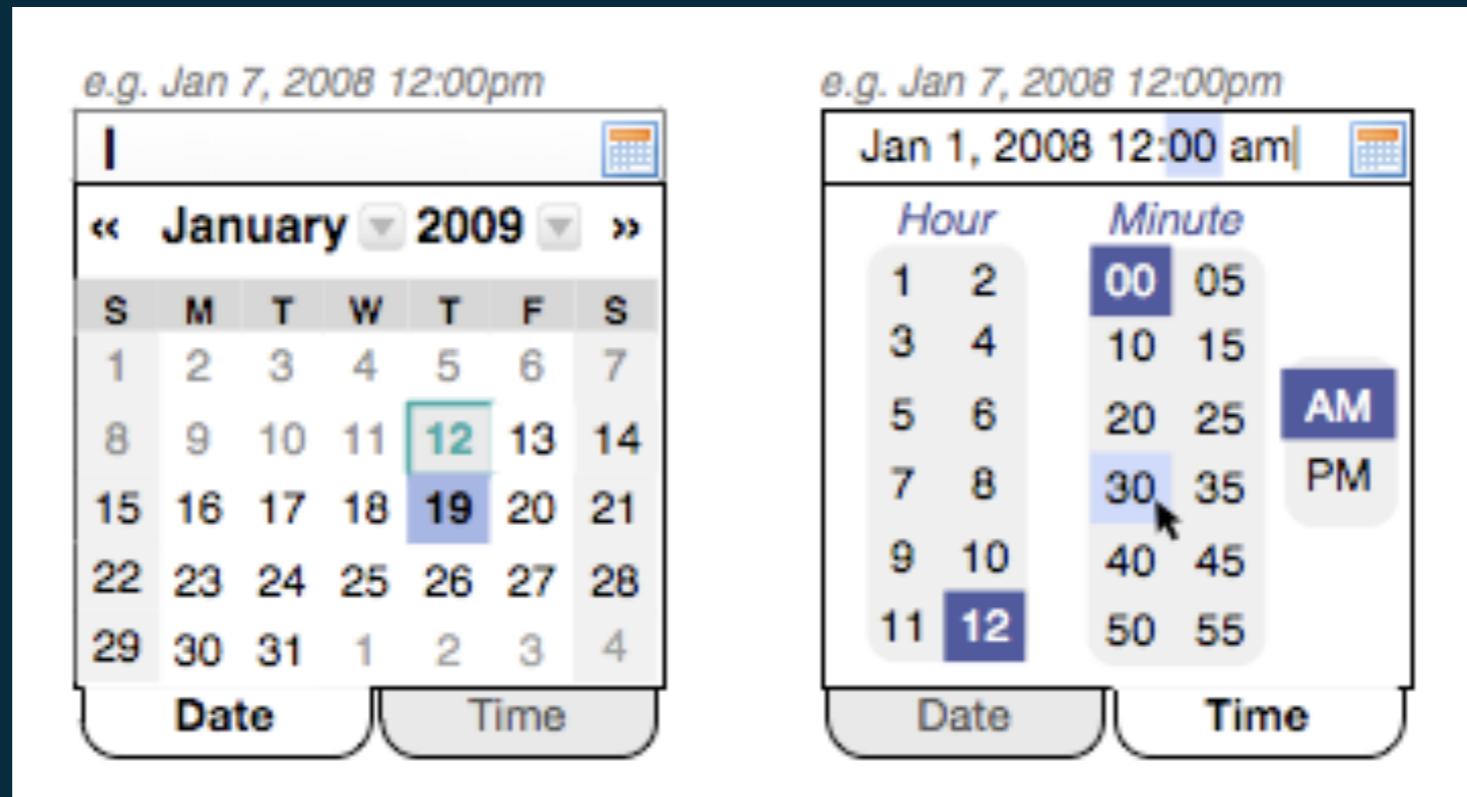 e.g. Jan 7, 2008 12:00pm
« January 2009 »
S M T W T F S
1 2 3 4 5 6 7
8 9 10 11 12 13 14
15 16 17 18 19 20 21
22 23 24 25 26 27 28
29 30 31 1 2 3 4
Date Time
e.g. Jan 7, 2008 12:00pm
Jan 1, 2008 12:00 am
Hour Minute
1 2 00 05
3 4 10 15
5 6 20 25 AM
7 8 30 35 PM
9 10 40 45
11 12 50 55
Date Time